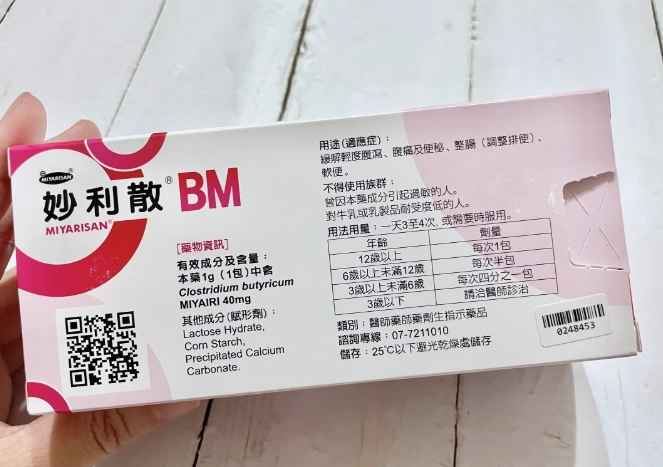 MIYARISAN
妙利散® BM
MIYARISAN®
[藥物資訊]
有效成分及含量：
本藥1g（1包）中含
Clostridium butyricum
MIYAIRI 40mg
其他成分(賦形劑)：
Lactose Hydrate,
Corn Starch,
Precipitated Calcium
Carbonate.
用途(適應症)：
緩解輕度腹瀉、腹痛及便秘、整腸（調整排便）、
軟便。
不得使用族群：
曾因本藥成分引起過敏的人。
對牛乳或乳製品耐受度低的人。
用法用量：一天3至4次，或需要時服用。
年齡 劑量
12歲以上 每次1包
6歲以上未滿12歲 每次半包
3歲以上未滿6歲 每次四分之一包
3歲以下 請洽醫師診治
類別：醫師藥師藥劑生指示藥品
諮詢專線：07-7211010
儲存：25℃以下避光乾燥處儲存
0248453